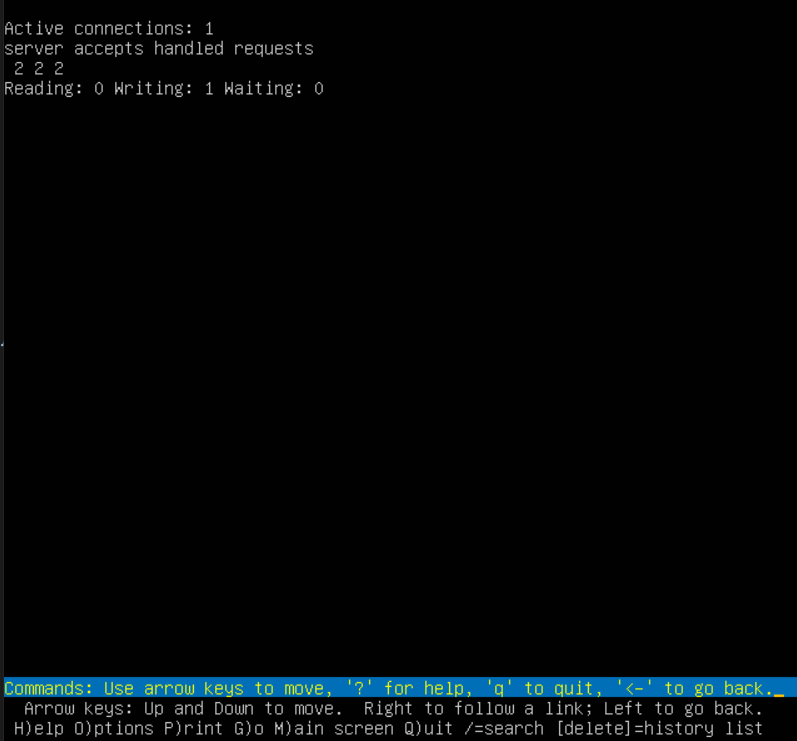 Active connections: 1
server accepts handled requests
 2 2 2
Reading: 0 Writing: 1 Waiting: 0
Commands: Use arrow keys to move, '?' for help, 'q' to quit, '<-' to go back.
  Arrow keys: Up and Down to move.  Right to follow a link; Left to go back.
 H)elp O)ptions P)rint G)o M)ain screen Q)uit /=search [delete]=history list